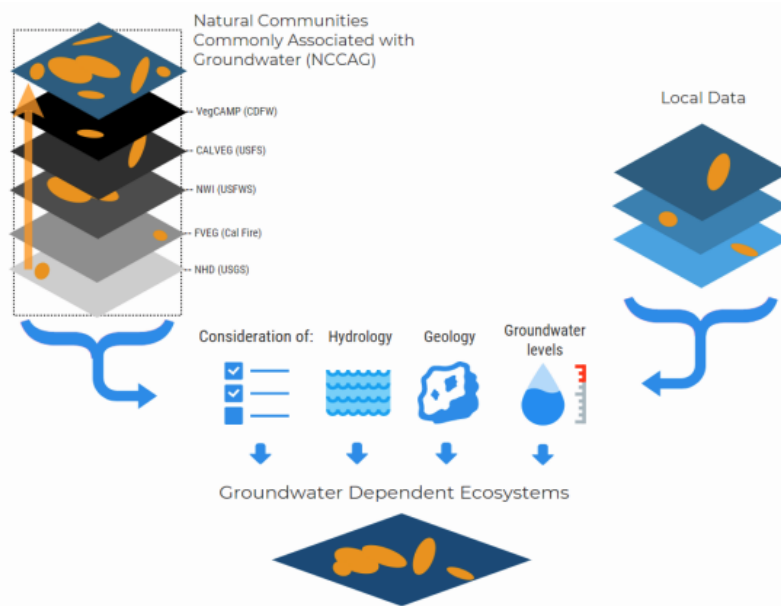 Natural Communities
Commonly Associated with
Groundwater (NCCAG)
VegCAMP (CDFW)
CALVEG (USFS)
NWI (USFWS)
FVEG (Cal Fire)
NHD (USGS)
Local Data
Consideration of:
Hydrology
Geology
Groundwater
levels
Groundwater Dependent Ecosystems